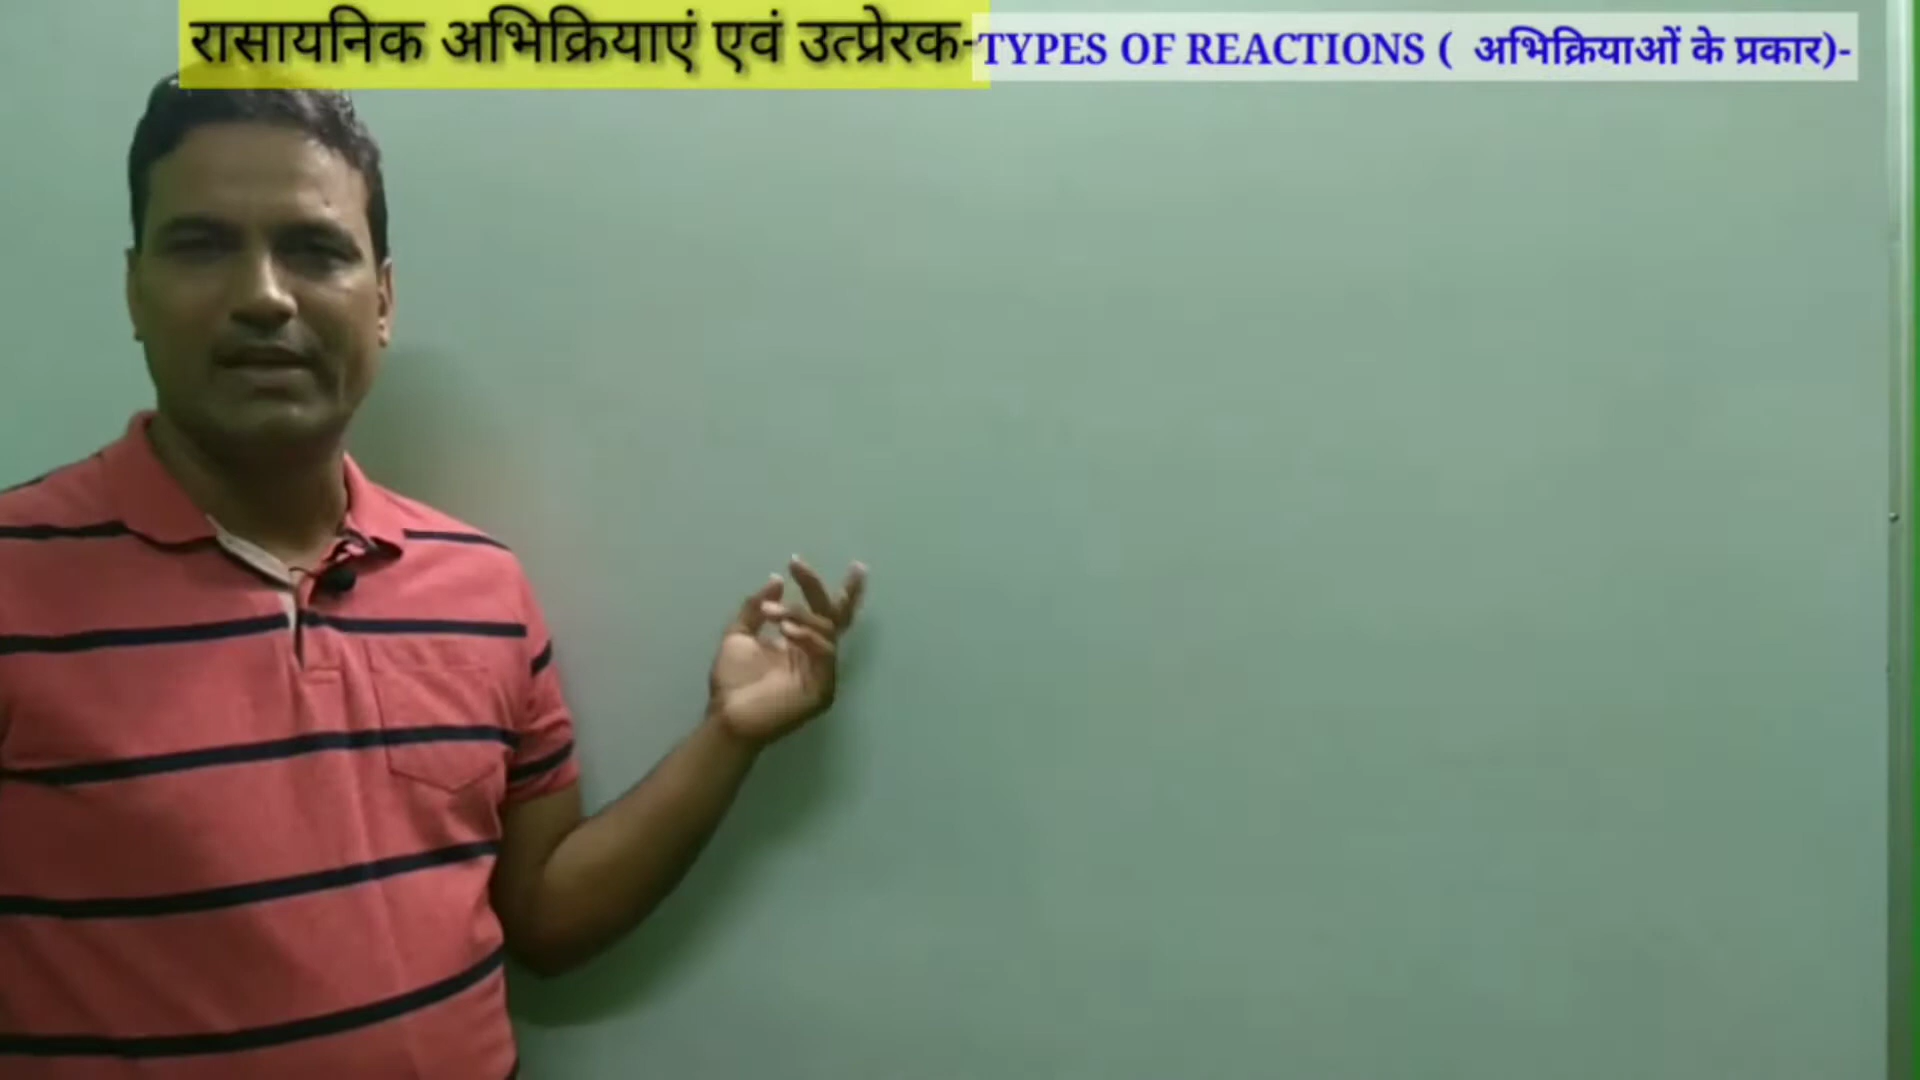 रासायनिक अभिक्रियाएं एवं उत्प्रेरक-TYPES OF REACTIONS ( अभिक्रियाओं के प्रकार)-